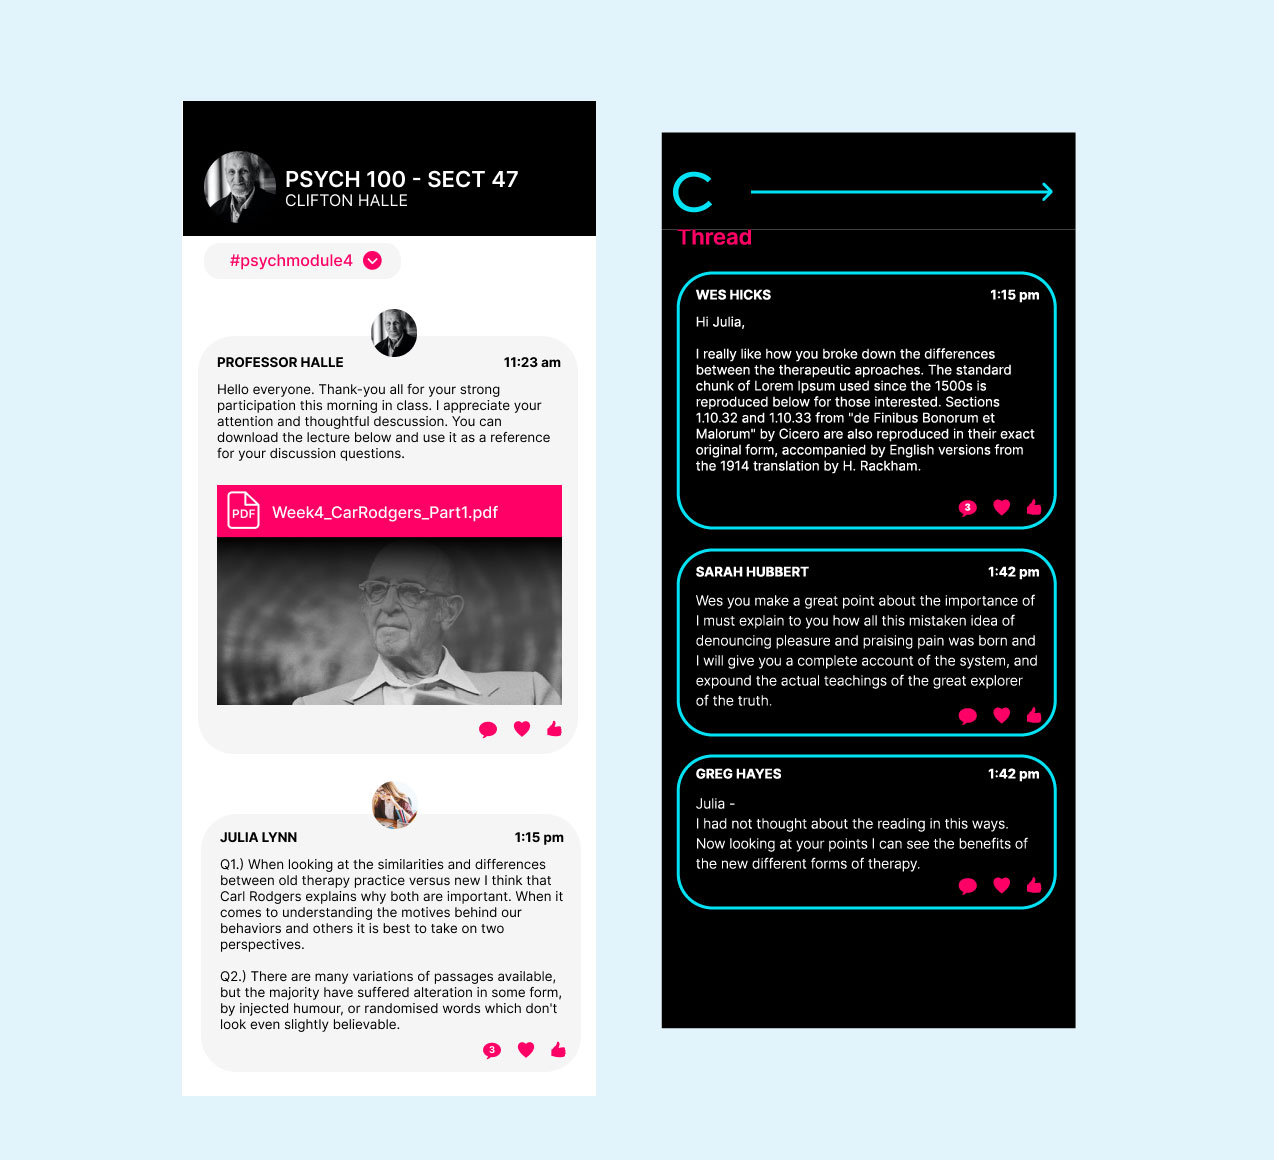 PSYCH 100 - SECT 47
CLIFTON HALLE
#psychmodule4
PROFESSOR HALLE 11:23 am
Hello everyone. Thank-you all for your strong
participation this morning in class. I appreciate your
attention and thoughtful descussion. You can
download the lecture below and use it as a reference
for your discussion questions.
PDF Week4_CarRodgers_Part1.pdf
JULIA LYNN 1:15 pm
Q1.) When looking at the similarities and differences
between old therapy practice versus new I think that
Carl Rodgers explains why both are important. When it
comes to understanding the motives behind our
behaviors and others it is best to take on two
perspectives.
Q2.) There are many variations of passages available,
but the majority have suffered alteration in some form,
by injected humour, or randomised words which don't
look even slightly believable.
3
C
Thread
WES HICKS 1:15 pm
Hi Julia,
I really like how you broke down the differences
between the therapeutic aproaches. The standard
chunk of Lorem Ipsum used since the 1500s is
reproduced below for those interested. Sections
1.10.32 and 1.10.33 from "de Finibus Bonorum et
Malorum" by Cicero are also reproduced in their exact
original form, accompanied by English versions from
the 1914 translation by H. Rackham.
3
SARAH HUBBERT 1:42 pm
Wes you make a great point about the importance of
I must explain to you how all this mistaken idea of
denouncing pleasure and praising pain was born and
I will give you a complete account of the system, and
expound the actual teachings of the great explorer
of the truth.
GREG HAYES 1:42 pm
Julia -
I had not thought about the reading in this ways.
Now looking at your points I can see the benefits of
the new different forms of therapy.